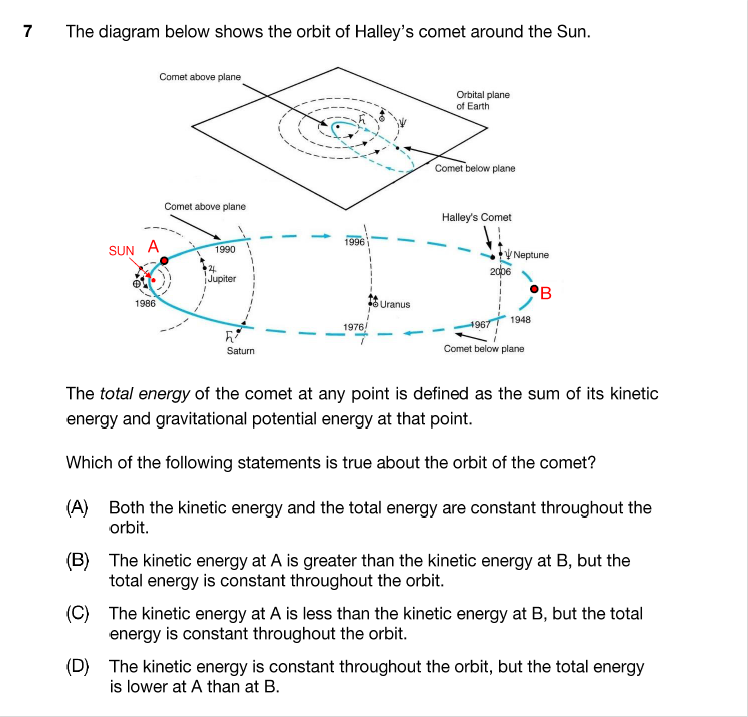 7 The diagram below shows the orbit of Halley's comet around the Sun.
Comet above plane
Orbital plane
of Earth
♄ ♁ Ψ
Comet below plane
Comet above plane
Halley's Comet
SUN A
1990
1996
Ψ Neptune
♃
Jupiter
2006
⊕
B
1986
Uranus
1976
1967
1948
♄
Saturn
Comet below plane
The total energy of the comet at any point is defined as the sum of its kinetic
energy and gravitational potential energy at that point.
Which of the following statements is true about the orbit of the comet?
(A) Both the kinetic energy and the total energy are constant throughout the
orbit.
(B) The kinetic energy at A is greater than the kinetic energy at B, but the
total energy is constant throughout the orbit.
(C) The kinetic energy at A is less than the kinetic energy at B, but the total
energy is constant throughout the orbit.
(D) The kinetic energy is constant throughout the orbit, but the total energy
is lower at A than at B.